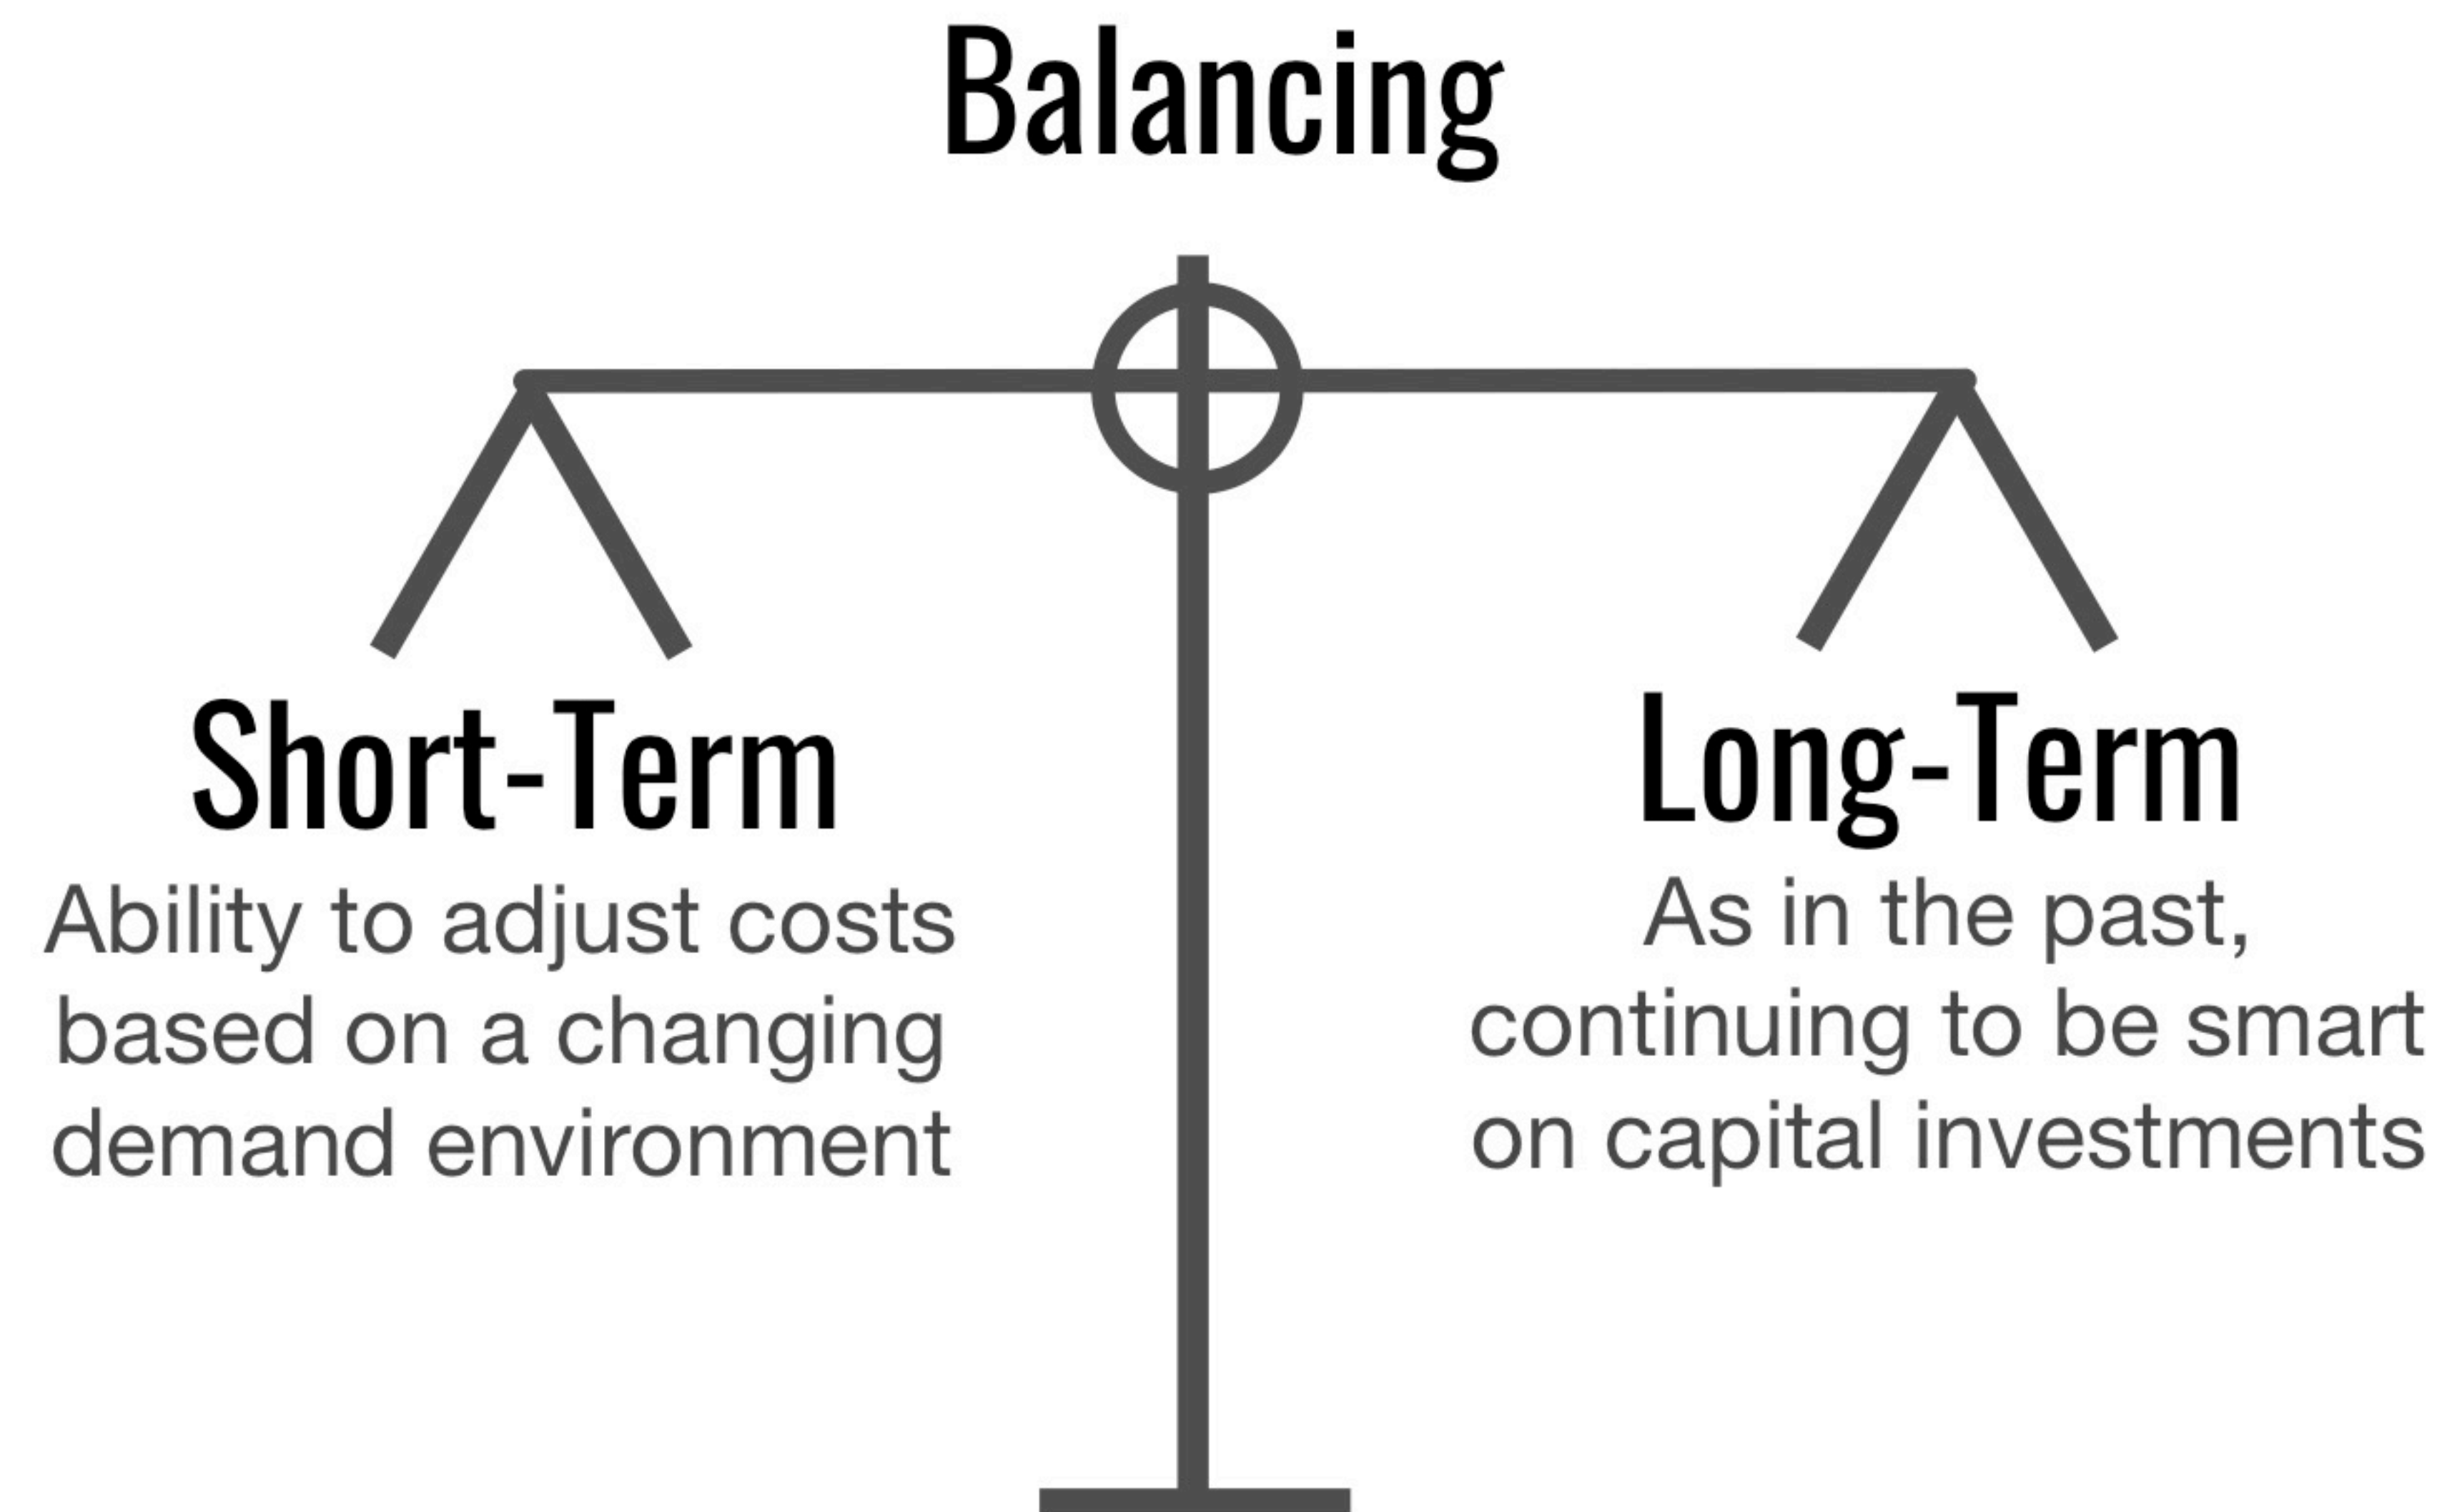 Balancing
Short-Term
Ability to adjust costs
based on a changing
demand environment
Long-Term
As in the past,
continuing to be smart
on capital investments